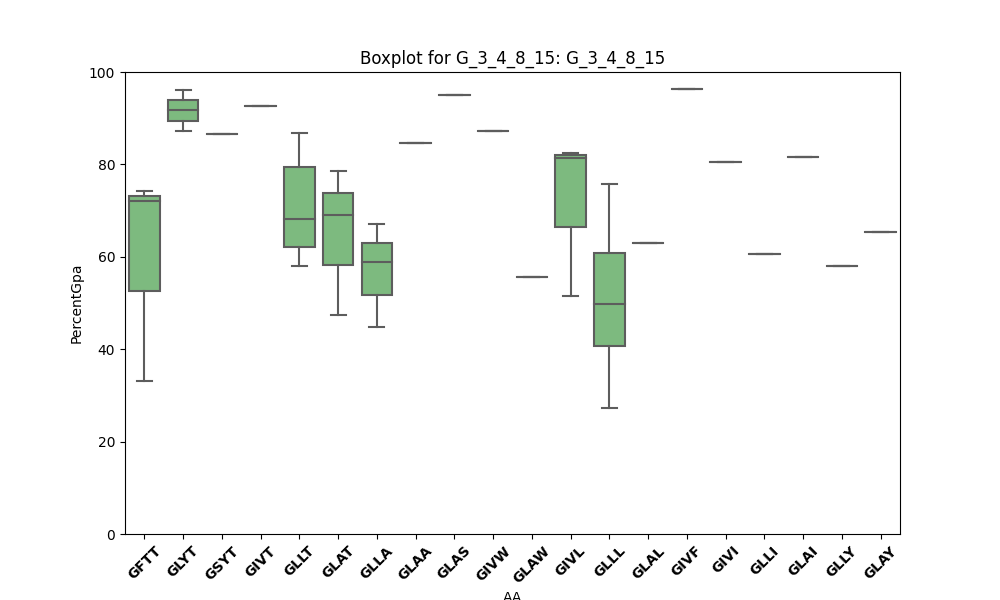 Boxplot for G_3_4_8_15: G_3_4_8_15
100
80
60
40
20
0
PercentGpa
GFTT GLYT GSYT GIVT GLLT GLAT GLLA GLAA GLAS GIVW GLAW GIVL GLLL GLAL GIVF GIVI GLLI GLAI GLLY GLAY
AA